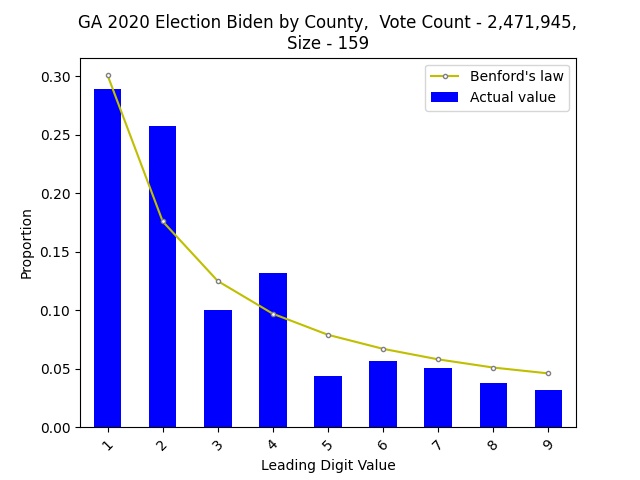 GA 2020 Election Biden by County,  Vote Count - 2,471,945,
Size - 159
Benford's law
Actual value
Proportion
0.30
0.25
0.20
0.15
0.10
0.05
0.00
1 2 3 4 5 6 7 8 9
Leading Digit Value